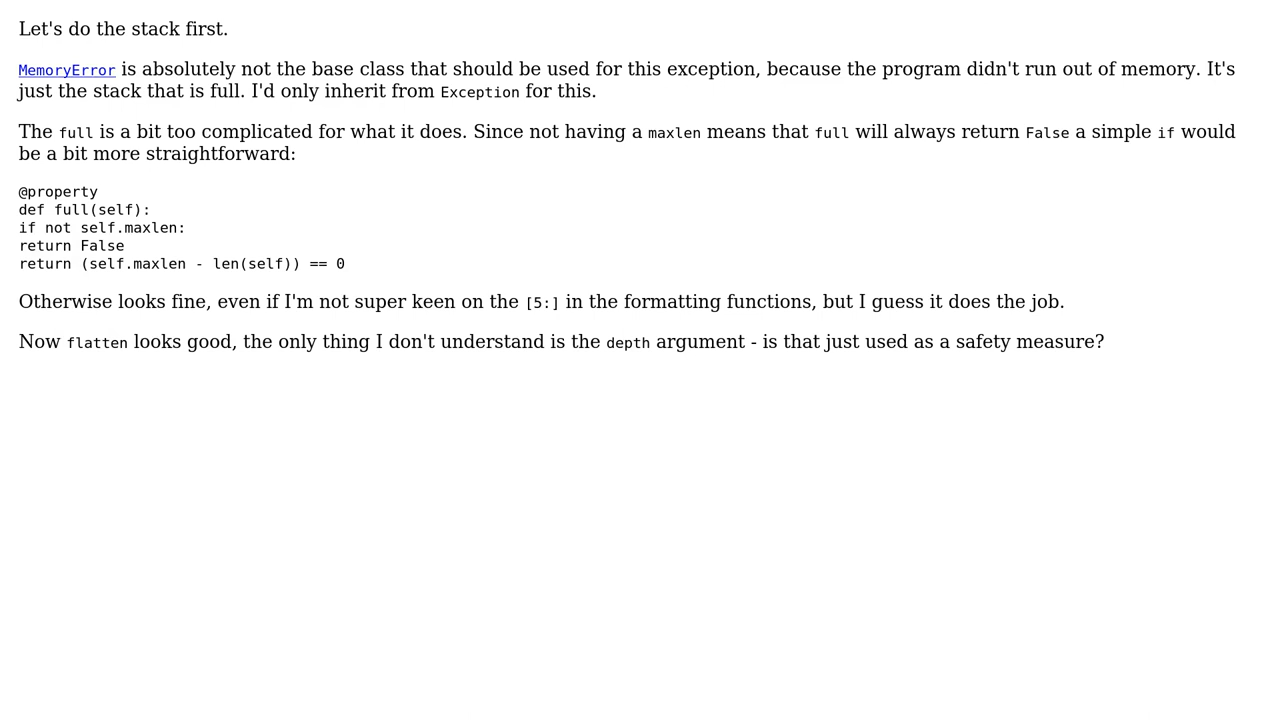 Let's do the stack first.
MemoryError is absolutely not the base class that should be used for this exception, because the program didn't run out of memory. It's
just the stack that is full. I'd only inherit from Exception for this.
The full is a bit too complicated for what it does. Since not having a maxlen means that full will always return False a simple if would
be a bit more straightforward:
@property
def full(self):
if not self.maxlen:
return False
return (self.maxlen - len(self)) == 0
Otherwise looks fine, even if I'm not super keen on the [5:] in the formatting functions, but I guess it does the job.
Now flatten looks good, the only thing I don't understand is the depth argument - is that just used as a safety measure?